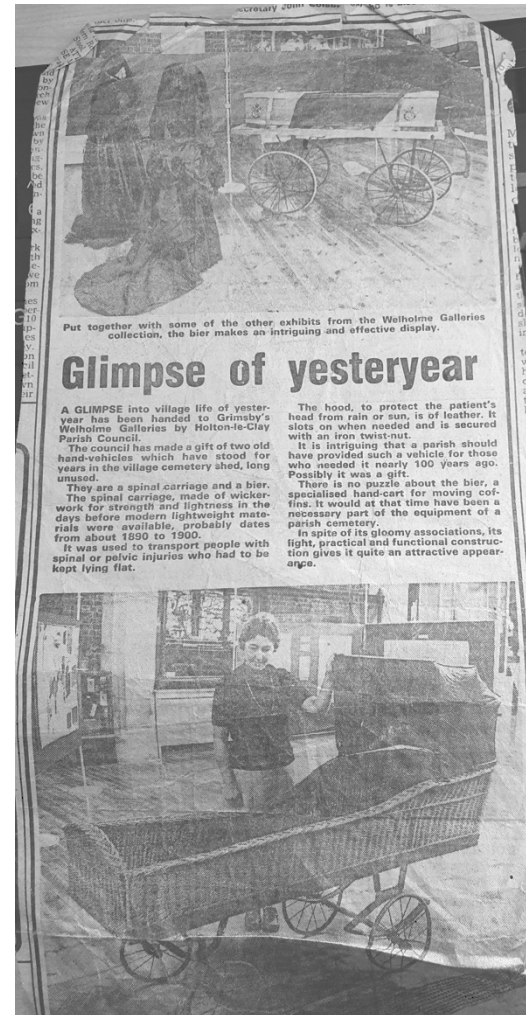 Put together with some of the other exhibits from the Welholme Galleries
collection, the bier makes an intriguing and effective display.
Glimpse of yesteryear
A GLIMPSE into village life of yester-
year has been handed to Grimsby's
Welholme Galleries by Holton-le-Clay
Parish Council.
The council has made a gift of two old
hand-vehicles which have stood for
years in the village cemetery shed, long
unused.
They are a spinal carriage and a bier.
The spinal carriage, made of wicker-
work for strength and lightness in the
days before modern lightweight mate-
rials were available, probably dates
from about 1890 to 1900.
It was used to transport people with
spinal or pelvic injuries who had to be
kept lying flat.
The hood, to protect the patient's
head from rain or sun, is of leather. It
slots on when needed and is secured
with an iron twist-nut.
It is intriguing that a parish should
have provided such a vehicle for those
who needed it nearly 100 years ago.
Possibly it was a gift.
There is no puzzle about the bier, a
specialised hand-cart for moving cof-
fins. It would at that time have been a
necessary part of the equipment of a
parish cemetery.
In spite of its gloomy associations, its
light, practical and functional construc-
tion gives it quite an attractive appear-
ance.